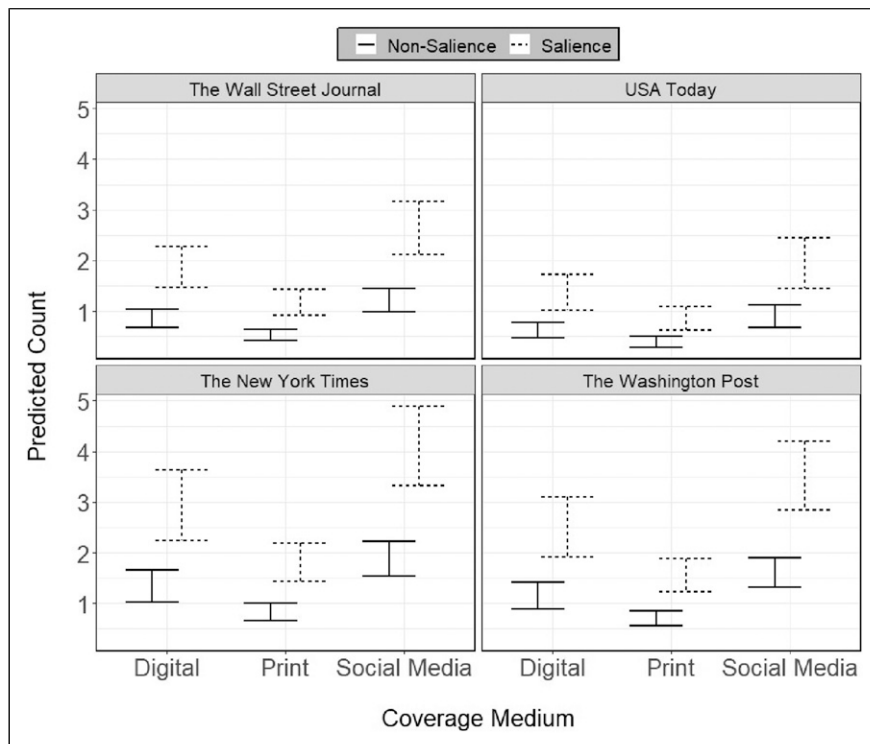 Non-Salience Salience
The Wall Street Journal USA Today
5
4
3
2
1
The New York Times The Washington Post
5
4
3
2
1
Predicted Count
Digital Print Social Media Digital Print Social Media
Coverage Medium